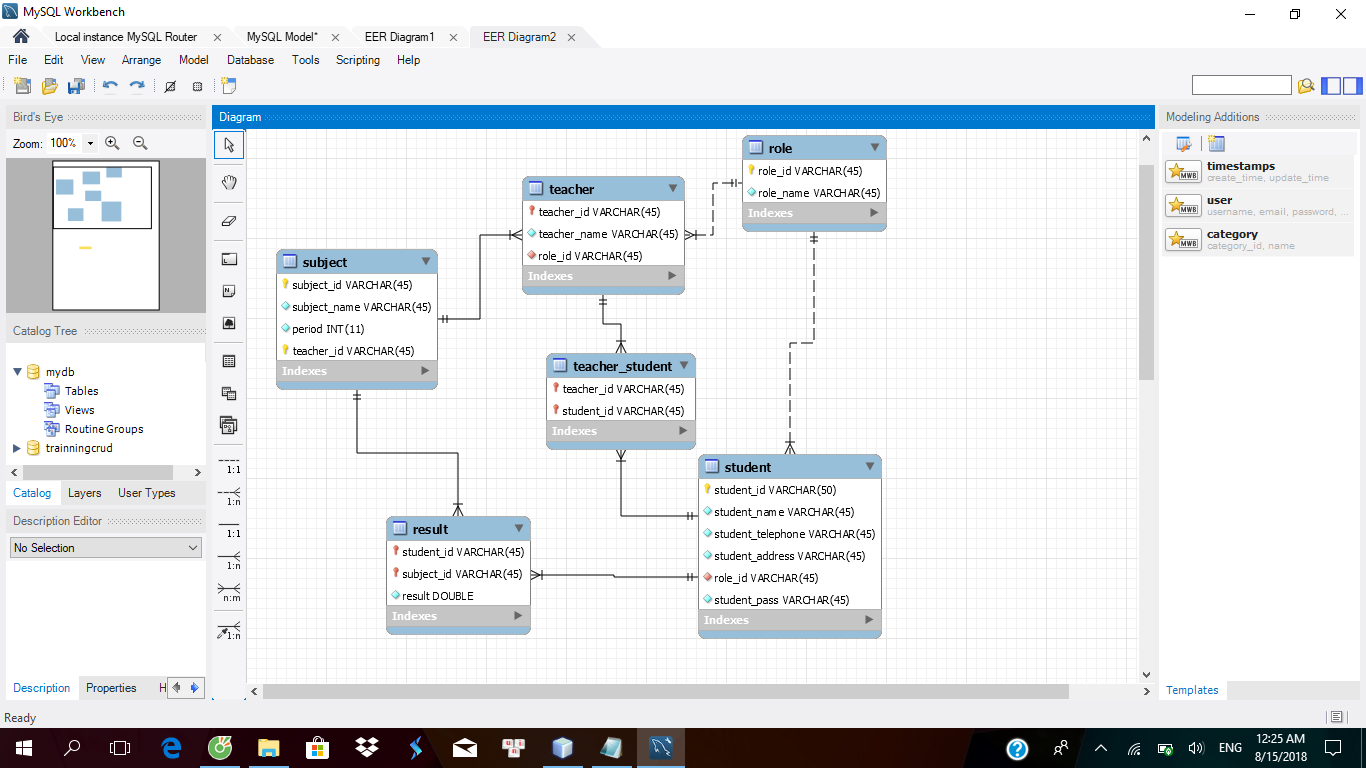 MySQL Workbench
Local instance MySQL Router
MySQL Model*
EER Diagram1
EER Diagram2
File Edit View Arrange Model Database Tools Scripting Help
Bird's Eye
Zoom: 100%
Catalog Tree
mydb
Tables
Views
Routine Groups
trainningcrud
Catalog Layers User Types
Description Editor
No Selection
Description Properties H
Ready
Diagram
1:1
1:n
1:1
1:n
n:m
1:n
role
role_id VARCHAR(45)
role_name VARCHAR(45)
Indexes
teacher
teacher_id VARCHAR(45)
teacher_name VARCHAR(45)
role_id VARCHAR(45)
Indexes
subject
subject_id VARCHAR(45)
subject_name VARCHAR(45)
period INT(11)
teacher_id VARCHAR(45)
Indexes
teacher_student
teacher_id VARCHAR(45)
student_id VARCHAR(45)
Indexes
student
student_id VARCHAR(50)
student_name VARCHAR(45)
student_telephone VARCHAR(45)
student_address VARCHAR(45)
role_id VARCHAR(45)
student_pass VARCHAR(45)
Indexes
result
student_id VARCHAR(45)
subject_id VARCHAR(45)
result DOUBLE
Indexes
Modeling Additions
MWB
timestamps
create_time, update_time
MWB
user
username, email, password, ...
MWB
category
category_id, name
Templates
ENG
12:25 AM
8/15/2018